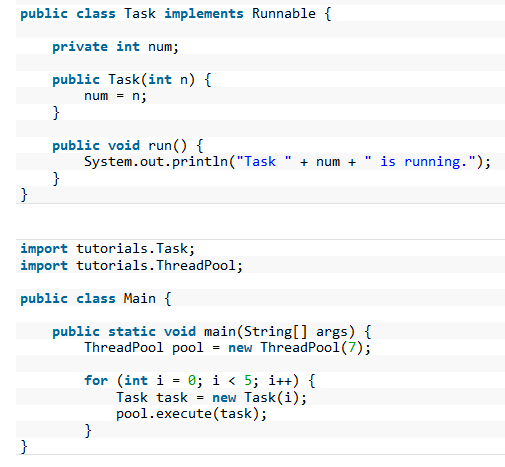 public class Task implements Runnable {
private int num;
public Task(int n) {
num = n;
}
public void run() {
System.out.println("Task " + num + " is running.");
}
}
import tutorials.Task;
import tutorials.ThreadPool;
public class Main {
public static void main(String[] args) {
ThreadPool pool = new ThreadPool(7);
for (int i = 0; i < 5; i++) {
Task task = new Task(i);
pool.execute(task);
}
}